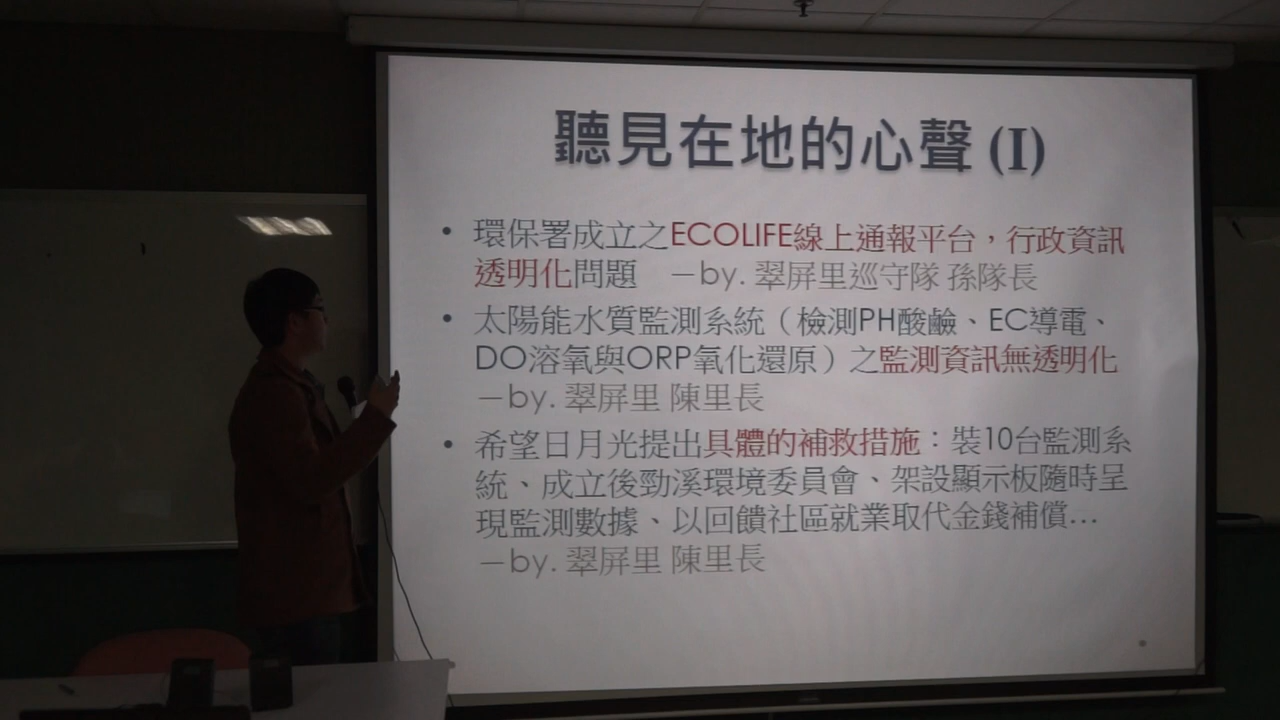 聽見在地的心聲 (I)
• 環保署成立之ECOLIFE線上通報平台，行政資訊
透明化問題 －by. 翠屏里巡守隊 孫隊長
• 太陽能水質監測系統（檢測PH酸鹼、EC導電、
DO溶氧與ORP氧化還原）之監測資訊無透明化
－by. 翠屏里 陳里長
• 希望日月光提出具體的補救措施：裝10台監測系
統、成立後勁溪環境委員會、架設顯示板隨時呈
現監測數據、以回饋社區就業取代金錢補償…
－by. 翠屏里 陳里長